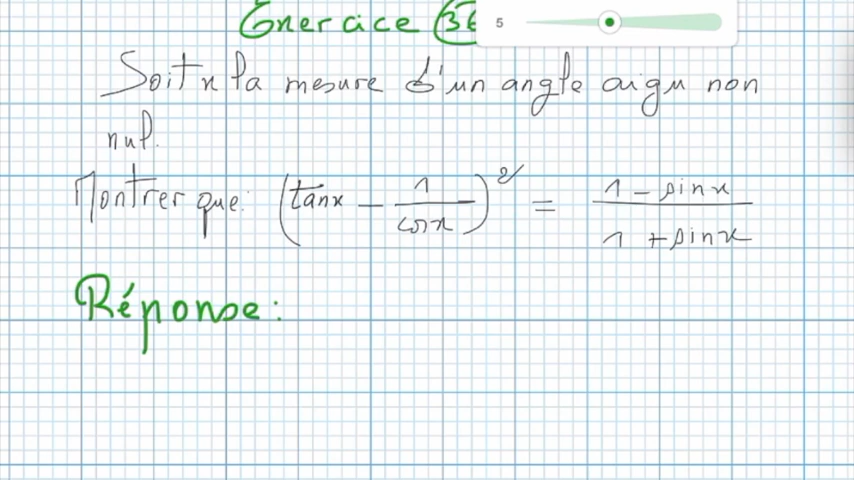 Exercice 36
5
Soit x la mesure d'un angle aigu non
nul.
Montrer que: (tanx - 1/cosx)² = (1 - sinx)/(1 + sinx)
Réponse: